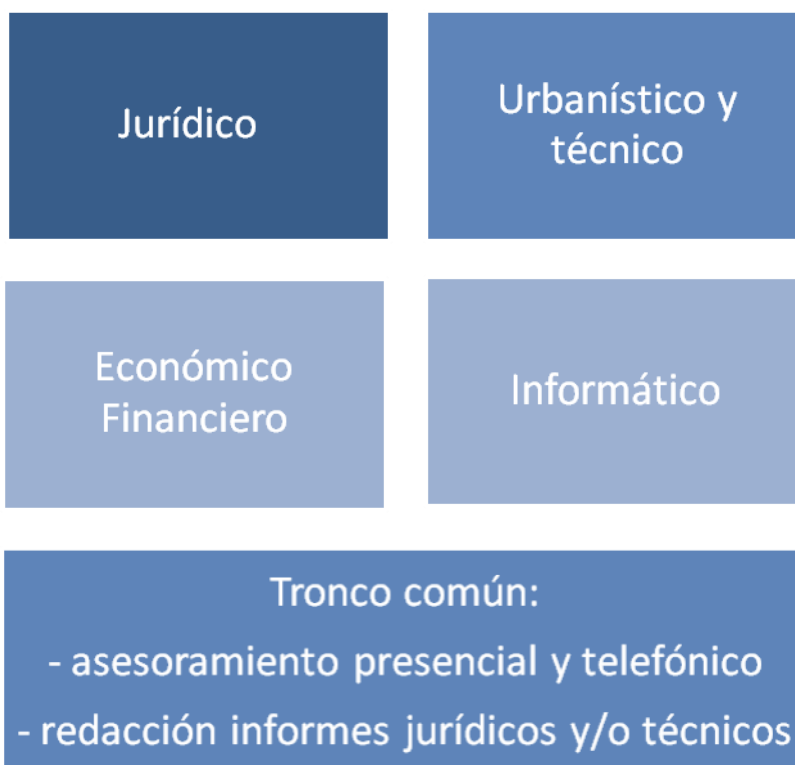 Jurídico
Urbanístico y
técnico
Económico
Financiero
Informático
Tronco común:
- asesoramiento presencial y telefónico
- redacción informes jurídicos y/o técnicos